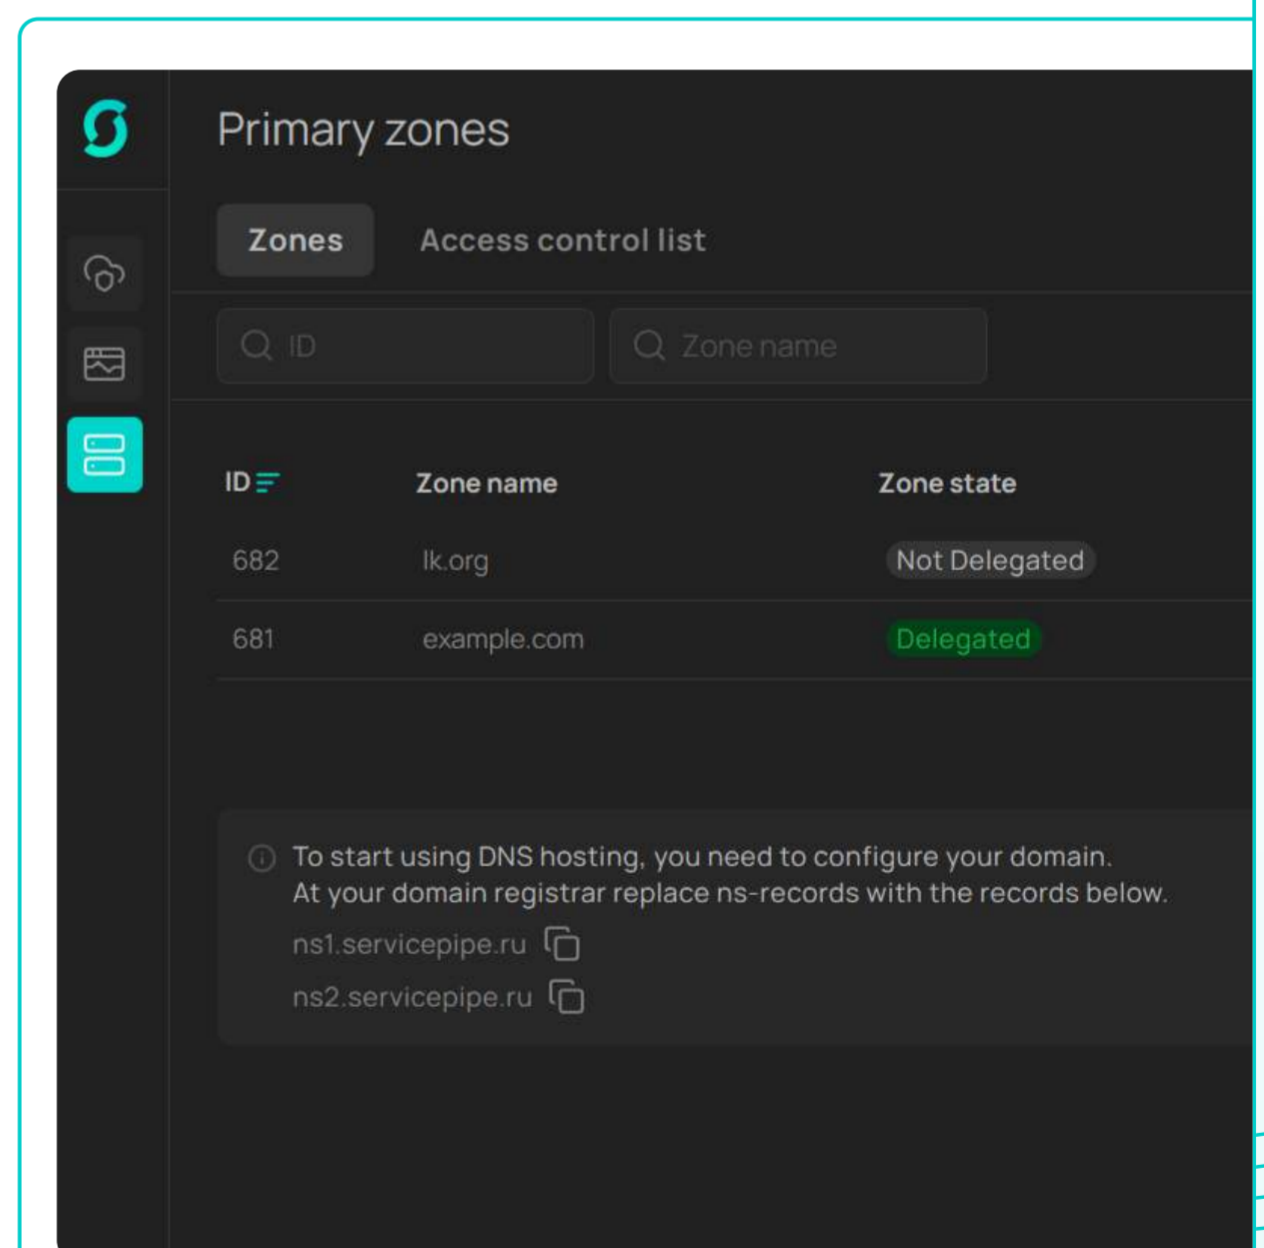 Primary zones
Zones Access control list
ID Zone name
ID Zone name Zone state
682 lk.org Not Delegated
681 example.com Delegated
To start using DNS hosting, you need to configure your domain.
At your domain registrar replace ns-records with the records below.
ns1.servicepipe.ru
ns2.servicepipe.ru